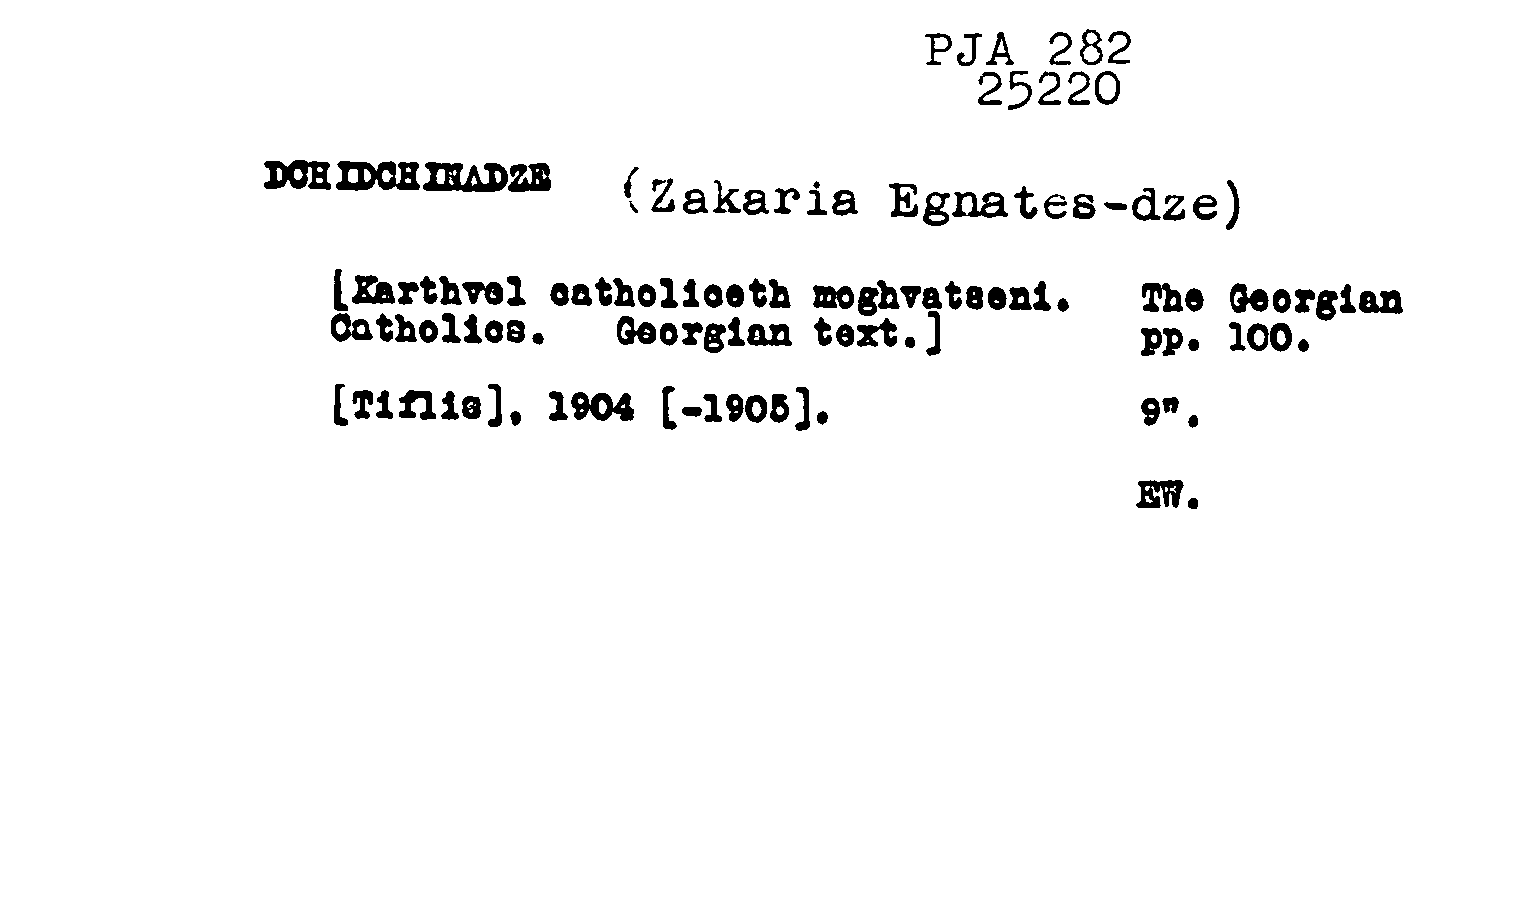 PJA 282
25220
DCHIDCHINADZE (Zakaria Egnates-dze)
[Karthvel catholiceth moghvatseni. The Georgian
Catholics. Georgian text.] pp. 100.
[Tiflis], 1904 [-1905]. 9".
EW.